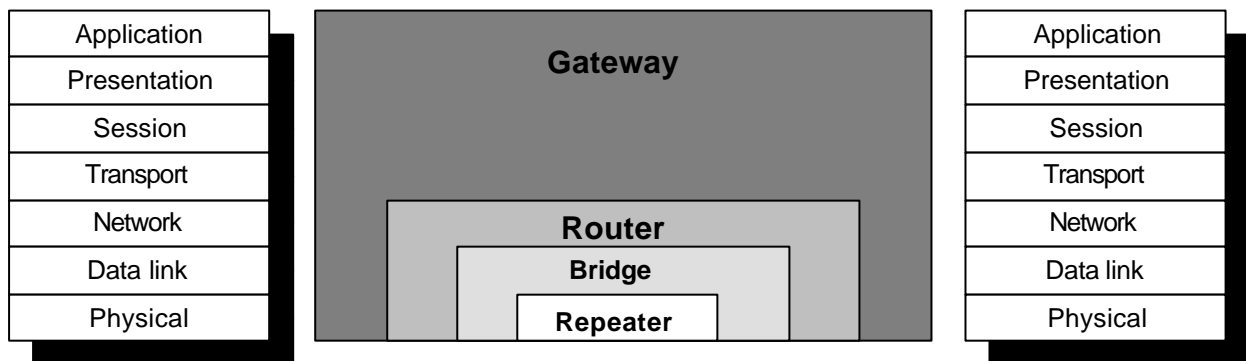 Application
Presentation
Session
Transport
Network
Data link
Physical
Gateway
Router
Bridge
Repeater
Application
Presentation
Session
Transport
Network
Data link
Physical